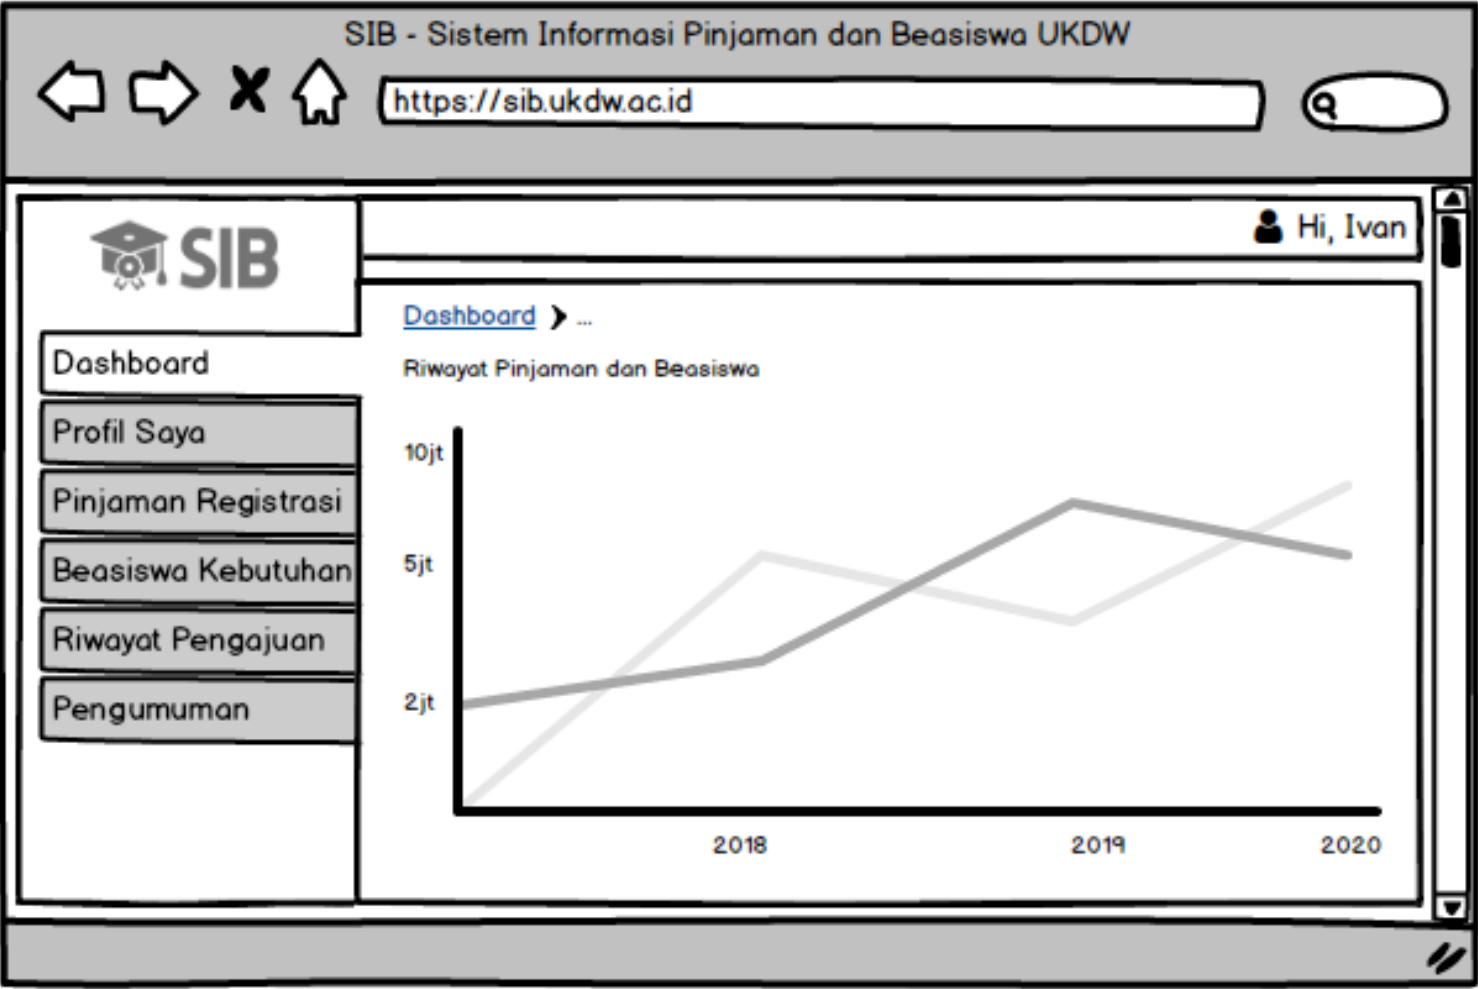 SIB - Sistem Informasi Pinjaman dan Beasiswa UKDW
https://sib.ukdw.ac.id
SIB
Hi, Ivan
Dashboard
Profil Saya
Pinjaman Registrasi
Beasiswa Kebutuhan
Riwayat Pengajuan
Pengumuman
Dashboard ...
Riwayat Pinjaman dan Beasiswa
10jt
5jt
2jt
2018 2019 2020